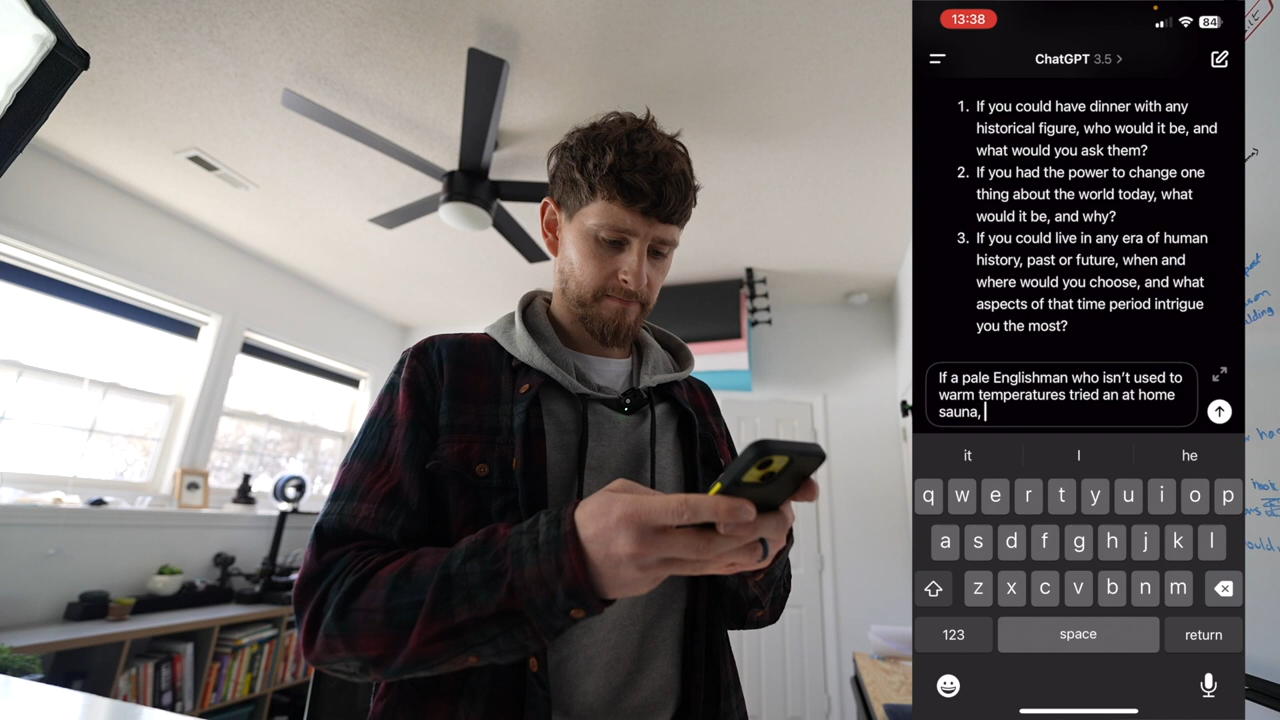 13:38
84
ChatGPT 3.5 >
1. If you could have dinner with any
historical figure, who would it be, and
what would you ask them?
2. If you had the power to change one
thing about the world today, what
would it be, and why?
3. If you could live in any era of human
history, past or future, when and
where would you choose, and what
aspects of that time period intrigue
you the most?
If a pale Englishman who isn’t used to
warm temperatures tried an at home
sauna,
it I he
q w e r t y u i o p
a s d f g h j k l
z x c v b n m
123 space return